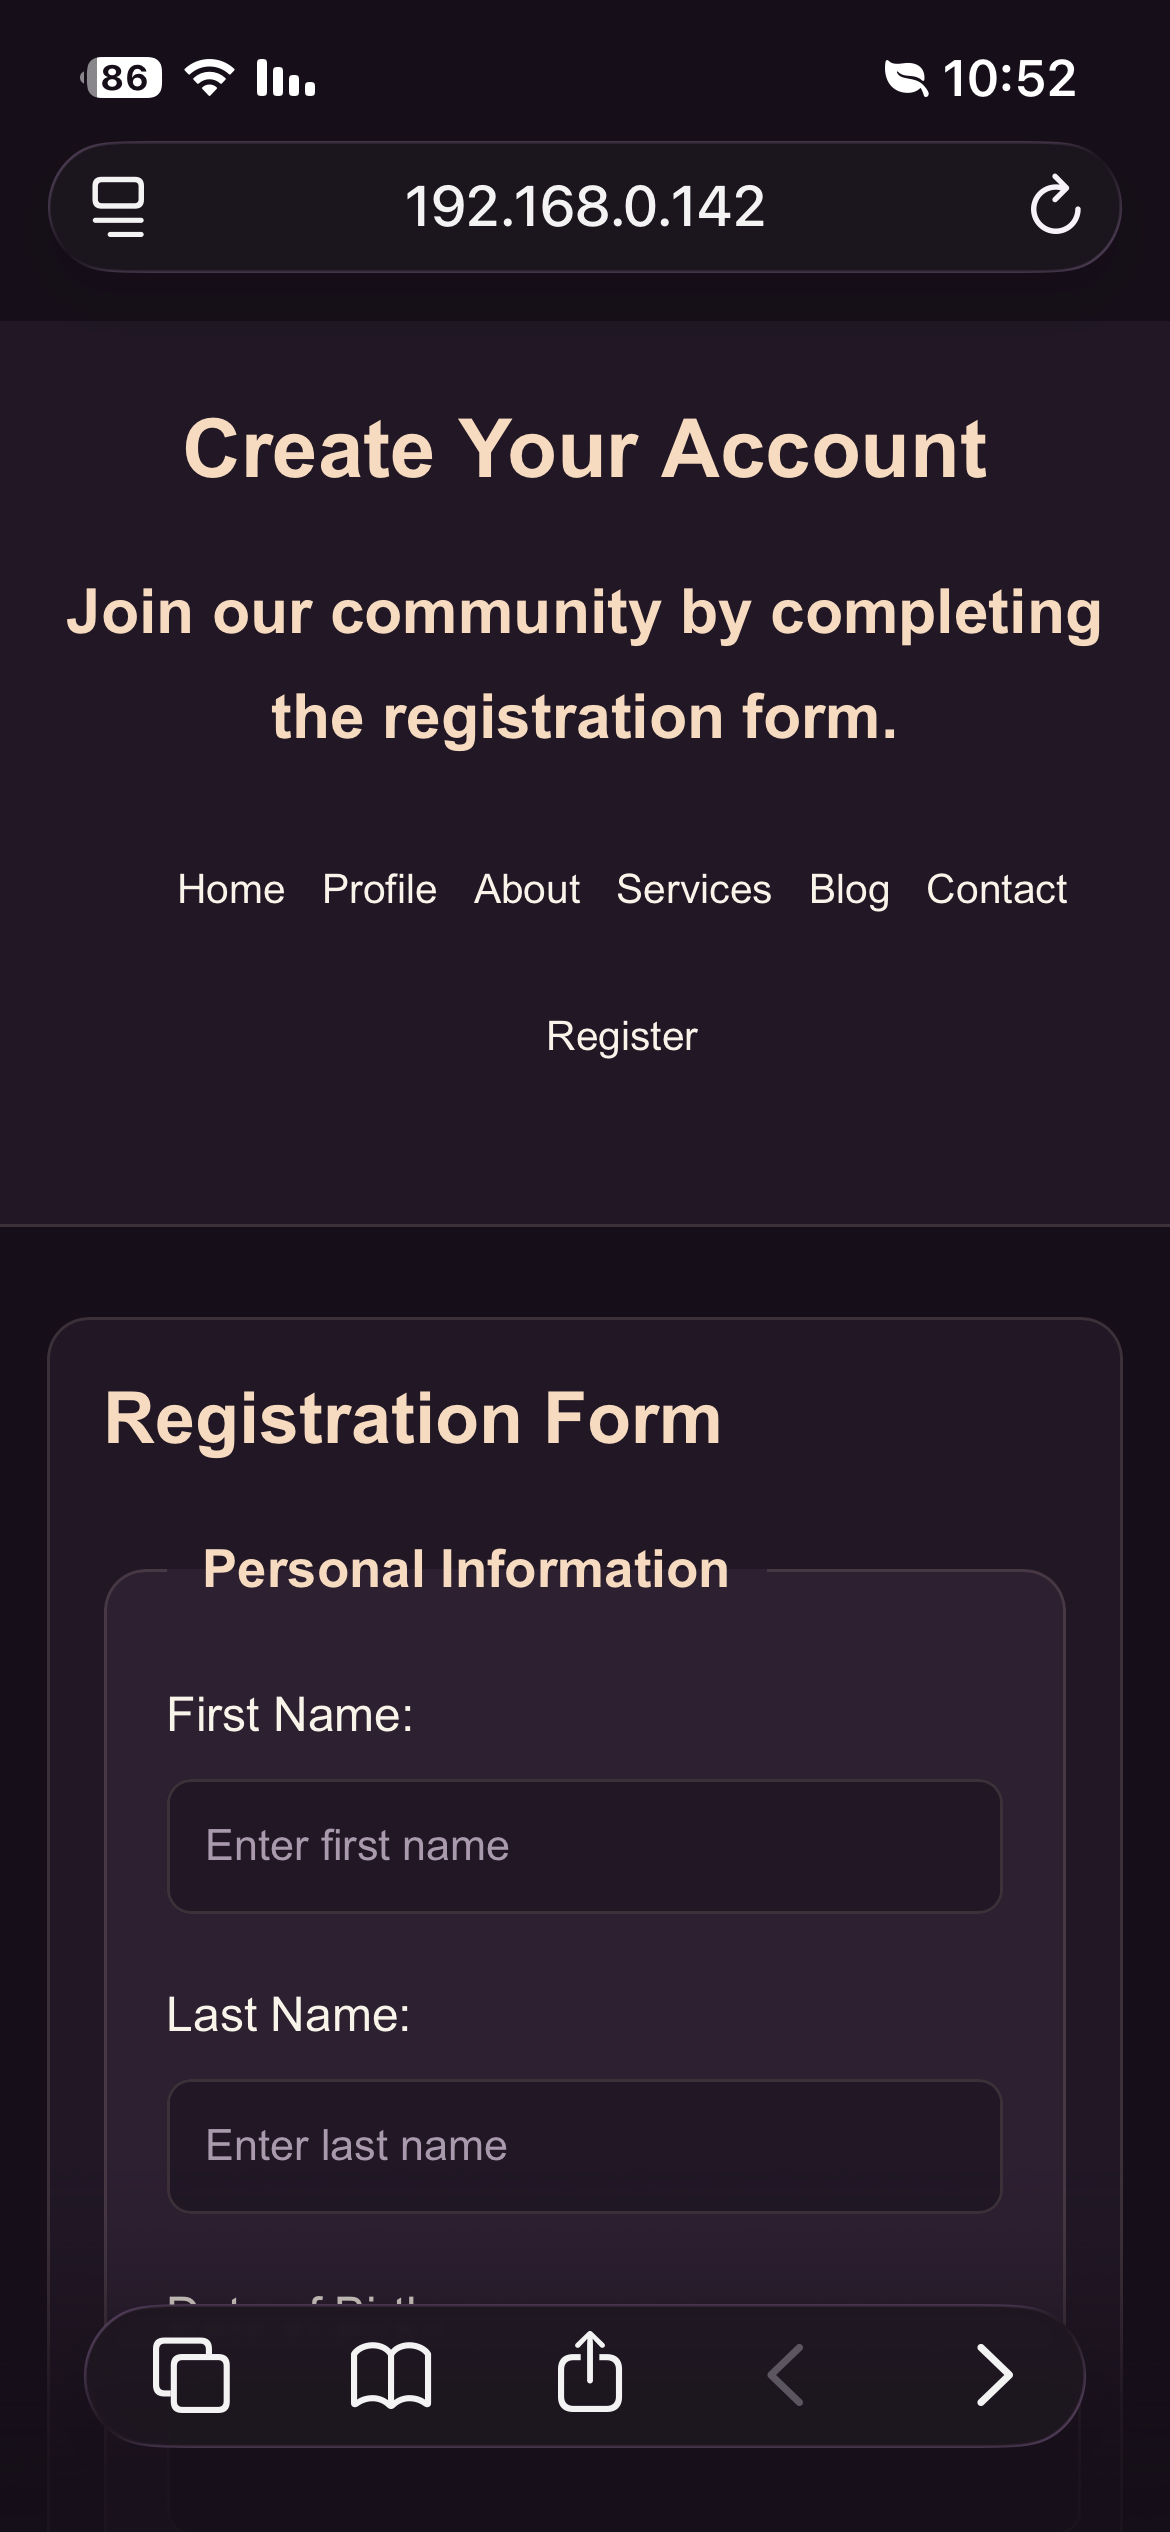 86
10:52
192.168.0.142
Create Your Account
Join our community by completing
the registration form.
Home Profile About Services Blog Contact
Register
Registration Form
Personal Information
First Name:
Enter first name
Last Name:
Enter last name